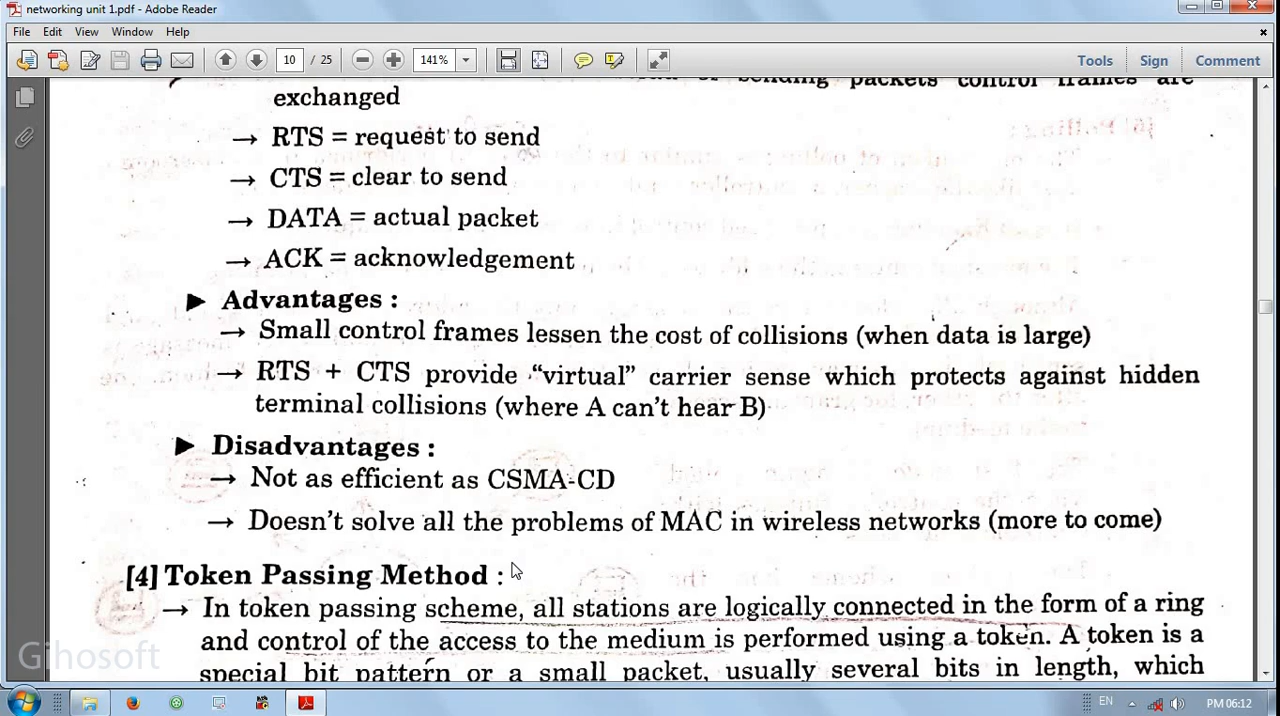 networking unit 1.pdf - Adobe Reader
File Edit View Window Help
10 / 25 141% Tools Sign Comment
of sending packets control frames are
exchanged
→ RTS = request to send
→ CTS = clear to send
→ DATA = actual packet
→ ACK = acknowledgement
► Advantages :
→ Small control frames lessen the cost of collisions (when data is large)
→ RTS + CTS provide "virtual" carrier sense which protects against hidden
terminal collisions (where A can't hear B)
► Disadvantages :
→ Not as efficient as CSMA-CD
→ Doesn't solve all the problems of MAC in wireless networks (more to come)
[4] Token Passing Method :
→ In token passing scheme, all stations are logically connected in the form of a ring
and control of the access to the medium is performed using a token. A token is a
special bit pattern or a small packet, usually several bits in length, which
Gihosoft
EN PM 06:12